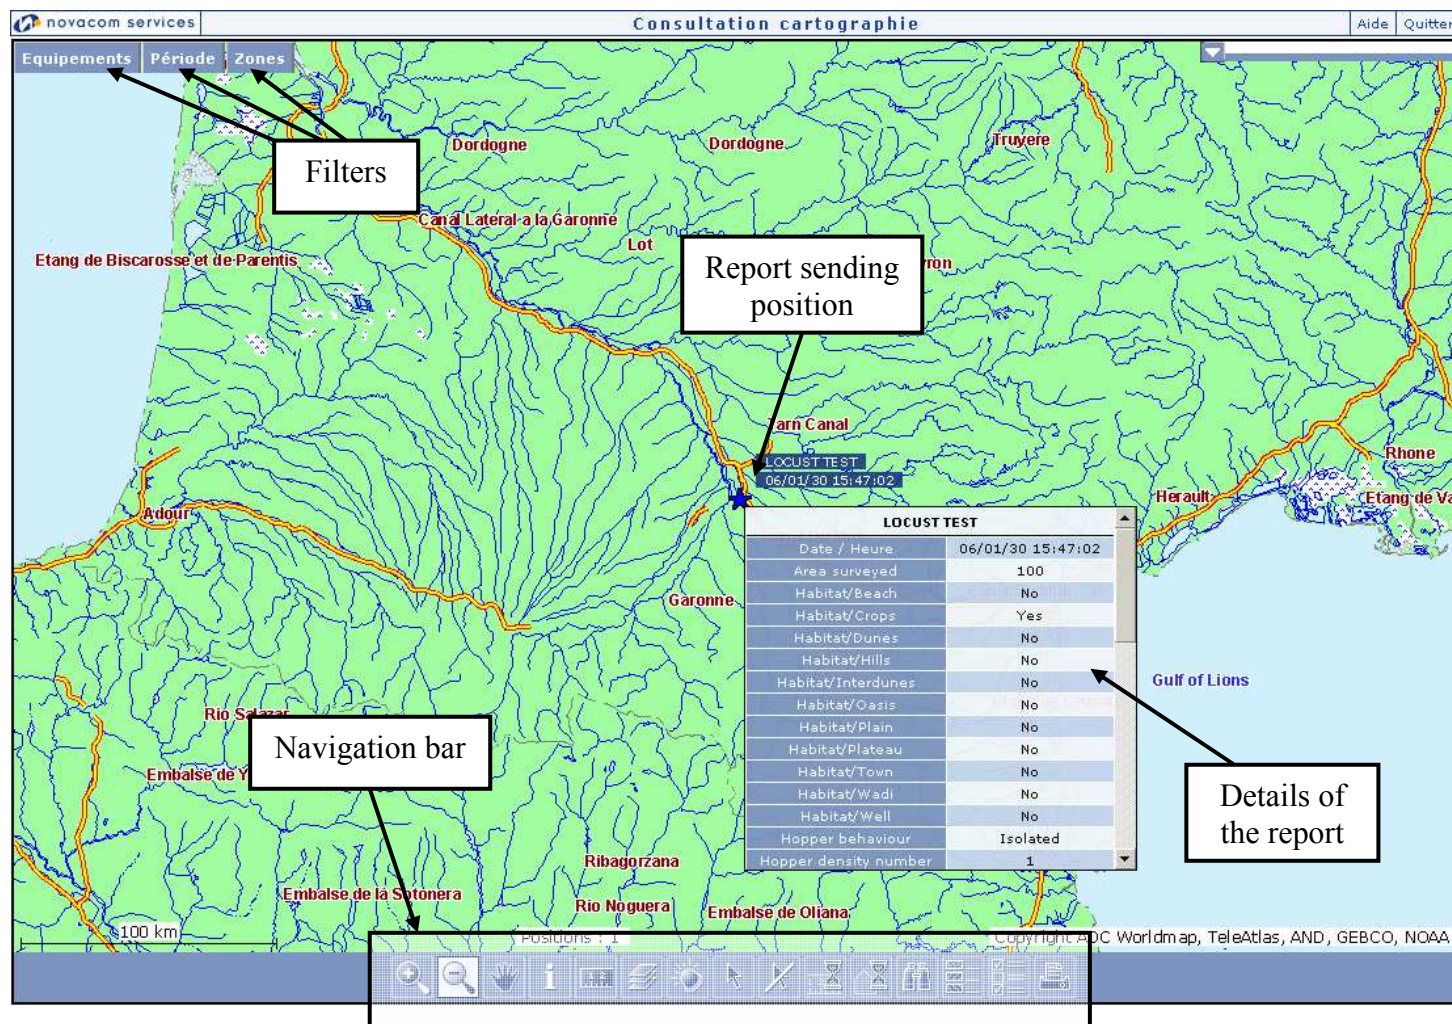 novacom services
Consultation cartographie
Aide
Quitter
Equipements
Période
Zones
Filters
Dordogne
Dordogne
Truyere
Canal Lateral a la Garonne
Lot
Etang de Biscarosse et de Parentis
Report sending
position
Tarn Canal
LOCUST TEST
06/01/30 15:47:02
Rhone
Herault
Adour
Garonne
LOCUST TEST
Date / Heure 06/01/30 15:47:02
Area surveyed 100
Habitat/Beach No
Habitat/Crops Yes
Habitat/Dunes No
Habitat/Hills No
Habitat/Interdunes No
Habitat/Oasis No
Habitat/Plain No
Habitat/Plateau No
Habitat/Town No
Habitat/Wadi No
Habitat/Well No
Hopper behaviour Isolated
Hopper density number 1
Gulf of Lions
Rio Salazar
Navigation bar
Embalse de
Details of
the report
Ribagorzana
Embalse de la Sotonera
Rio Noguera
Embalse de Oliana
100 km
Positions : 1
Copyright ADC Worldmap, TeleAtlas, AND, GEBCO, NOAA